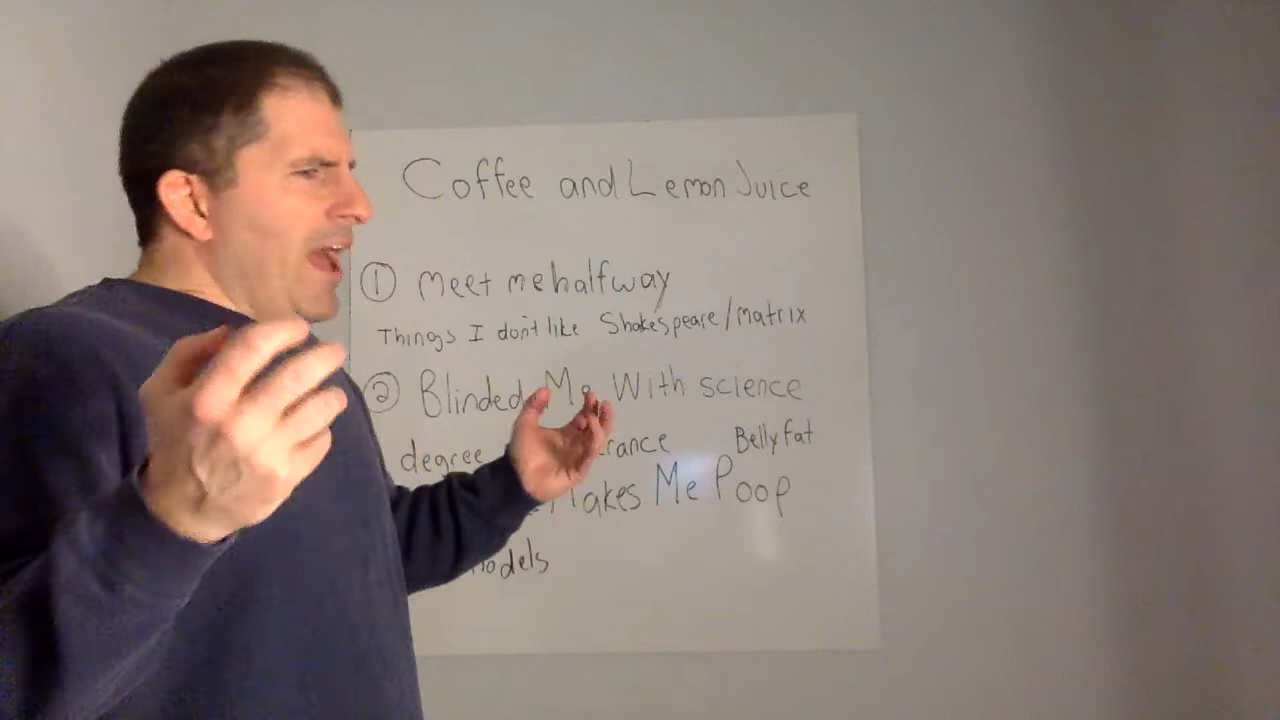 Coffee and Lemon Juice
① Meet me halfway
Things I don't like Shakespeare/Matrix
② Blinded Me With science
degree Belly Fat
Makes Me Poop